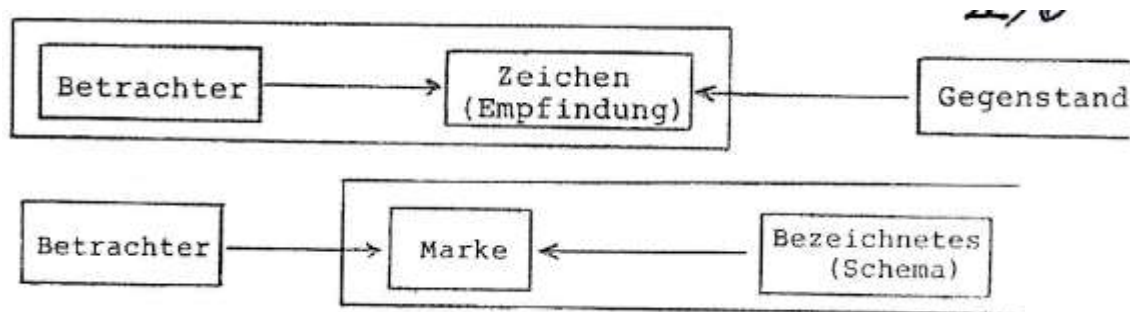 Betrachter
Zeichen
(Empfindung)
Gegenstand
Betrachter
Marke
Bezeichnetes
(Schema)